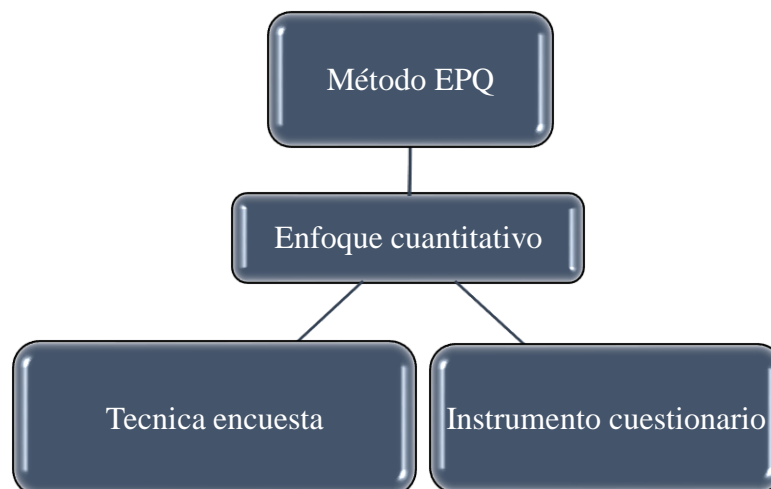 Método EPQ
Enfoque cuantitativo
Tecnica encuesta
Instrumento cuestionario